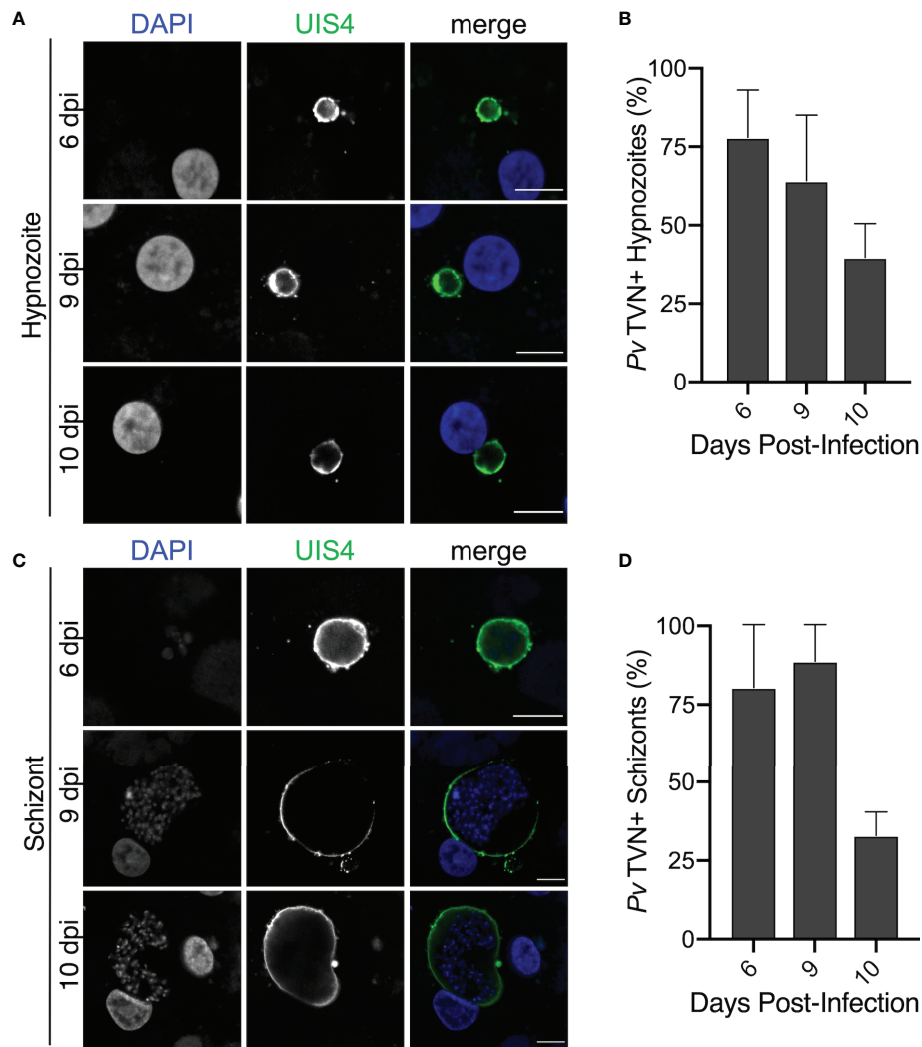 A
DAPI UIS4 merge
Hypnozoite
6 dpi
9 dpi
10 dpi
B
Pv TVN+ Hypnozoites (%)
100
75
50
25
0
6 9 10
Days Post-Infection
C
DAPI UIS4 merge
Schizont
6 dpi
9 dpi
10 dpi
D
Pv TVN+ Schizonts (%)
100
75
50
25
0
6 9 10
Days Post-Infection